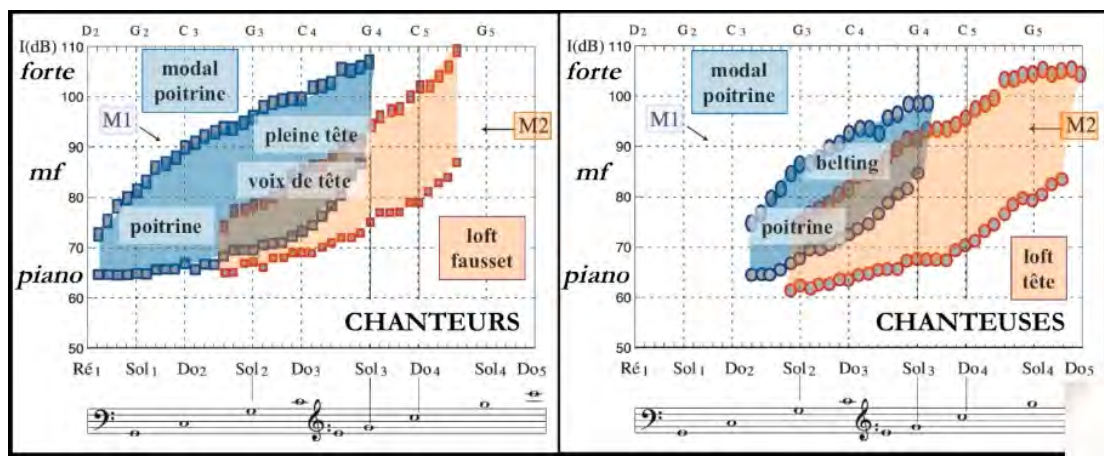 D2 G2 C3 G3 C4 G4 C5 G5
I(dB) 110
forte
100
90
mf
80
70
piano
60
50
modal
poitrine
M1
pleine tête
voix de tête
poitrine
M2
loft
fausset
CHANTEURS
Ré1 Sol1 Do2 Sol2 Do3 Sol3 Do4 Sol4 Do5
D2 G2 C3 G3 C4 G4 C5 G5
I(dB) 110
forte
100
90
mf
80
70
piano
60
50
modal
poitrine
M1
belting
poitrine
M2
loft
tête
CHANTEUSES
Ré1 Sol1 Do2 Sol2 Do3 Sol3 Do4 Sol4 Do5